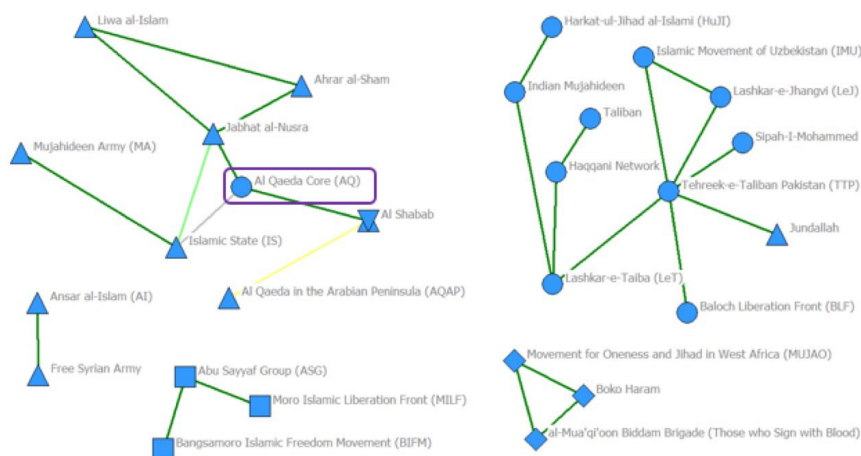 Liwa al-Islam
Harkat-ul-Jihad al-Islami (HuJI)
Islamic Movement of Uzbekistan (IMU)
Ahrar al-Sham
Indian Mujahideen
Lashkar-e-Jhangvi (LeJ)
Taliban
Jabhat al-Nusra
Mujahideen Army (MA)
Sipah-I-Mohammed
Haqqani Network
Al Qaeda Core (AQ)
Tehreek-e-Taliban Pakistan (TTP)
Al Shabab
Jundallah
Islamic State (IS)
Lashkar-e-Taiba (LeT)
Al Qaeda in the Arabian Peninsula (AQAP)
Ansar al-Islam (AI)
Baloch Liberation Front (BLF)
Movement for Oneness and Jihad in West Africa (MUJAO)
Free Syrian Army
Abu Sayyaf Group (ASG)
Boko Haram
Moro Islamic Liberation Front (MILF)
al-Mua'qi'oon Biddam Brigade (Those who Sign with Blood)
Bangsamoro Islamic Freedom Movement (BIFM)